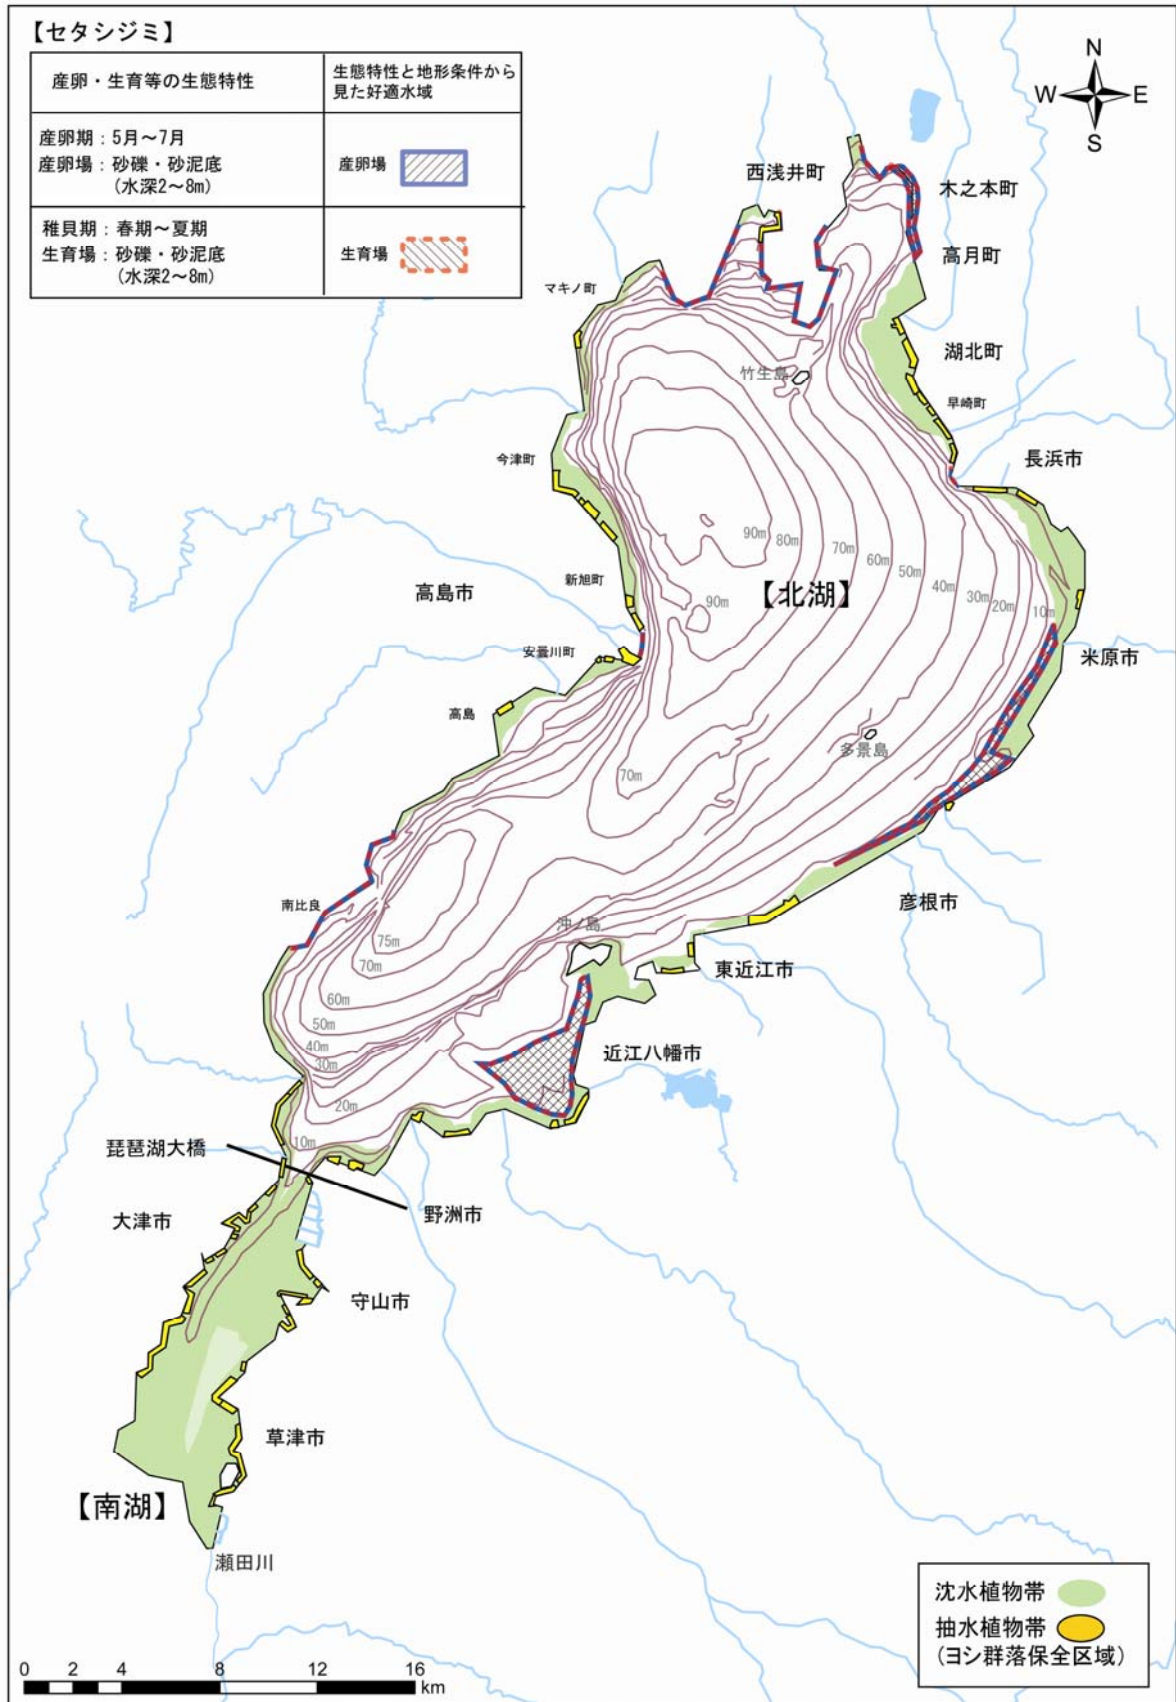 【セタシジミ】
産卵・生育等の生態特性
生態特性と地形条件から
見た好適水域
産卵期：5月～7月
産卵場：砂礫・砂泥底
(水深2～8m)
産卵場
稚貝期：春期～夏期
生育場：砂礫・砂泥底
(水深2～8m)
生育場
N
W
E
S
西浅井町
木之本町
高月町
マキノ町
湖北町
竹生島
早崎町
今津町
長浜市
90m
80m
70m
60m
50m
40m
30m
20m
10m
新旭町
高島市
90m
【北湖】
安曇川町
米原市
高島
多景島
70m
南比良
彦根市
沖ノ島
75m
70m
東近江市
60m
50m
40m
30m
近江八幡市
20m
10m
琵琶湖大橋
大津市
野洲市
守山市
草津市
【南湖】
瀬田川
沈水植物帯
抽水植物帯
(ヨシ群落保全区域)
0 2 4 8 12 16
km